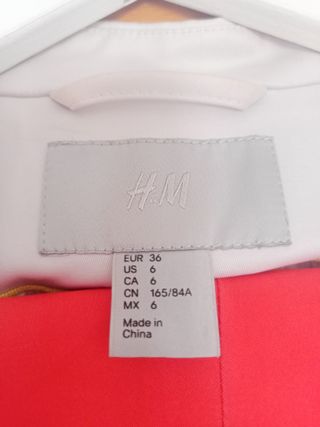 H&M
EUR 36
US 6
CA 6
CN 165/84A
MX 6
Made in
China